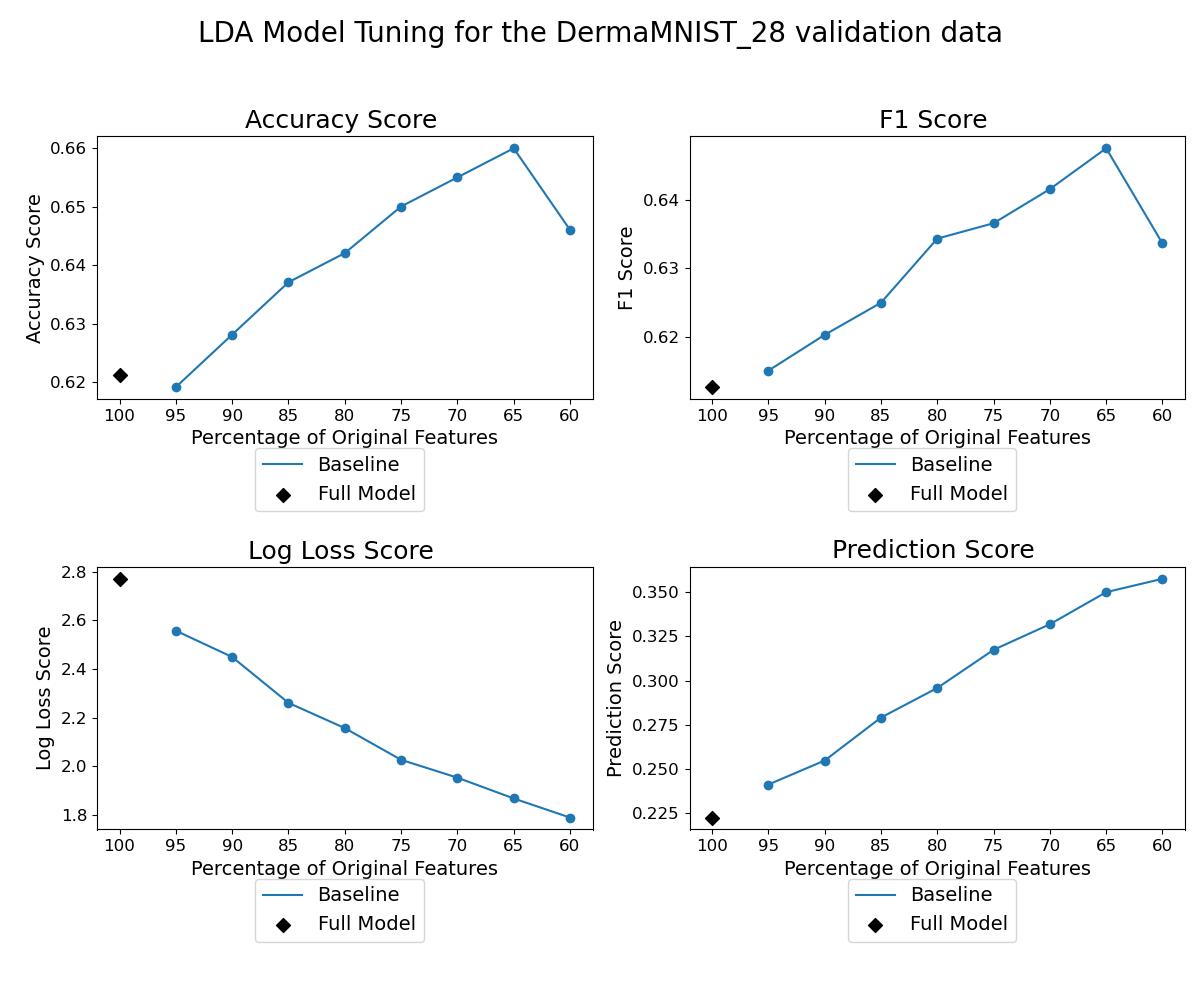 LDA Model Tuning for the DermaMNIST_28 validation data
Accuracy Score
Accuracy Score
0.66
0.65
0.64
0.63
0.62
100 95 90 85 80 75 70 65 60
Percentage of Original Features
Baseline
Full Model
F1 Score
F1 Score
0.64
0.63
0.62
100 95 90 85 80 75 70 65 60
Percentage of Original Features
Baseline
Full Model
Log Loss Score
Log Loss Score
2.8
2.6
2.4
2.2
2.0
1.8
100 95 90 85 80 75 70 65 60
Percentage of Original Features
Baseline
Full Model
Prediction Score
Prediction Score
0.350
0.325
0.300
0.275
0.250
0.225
100 95 90 85 80 75 70 65 60
Percentage of Original Features
Baseline
Full Model